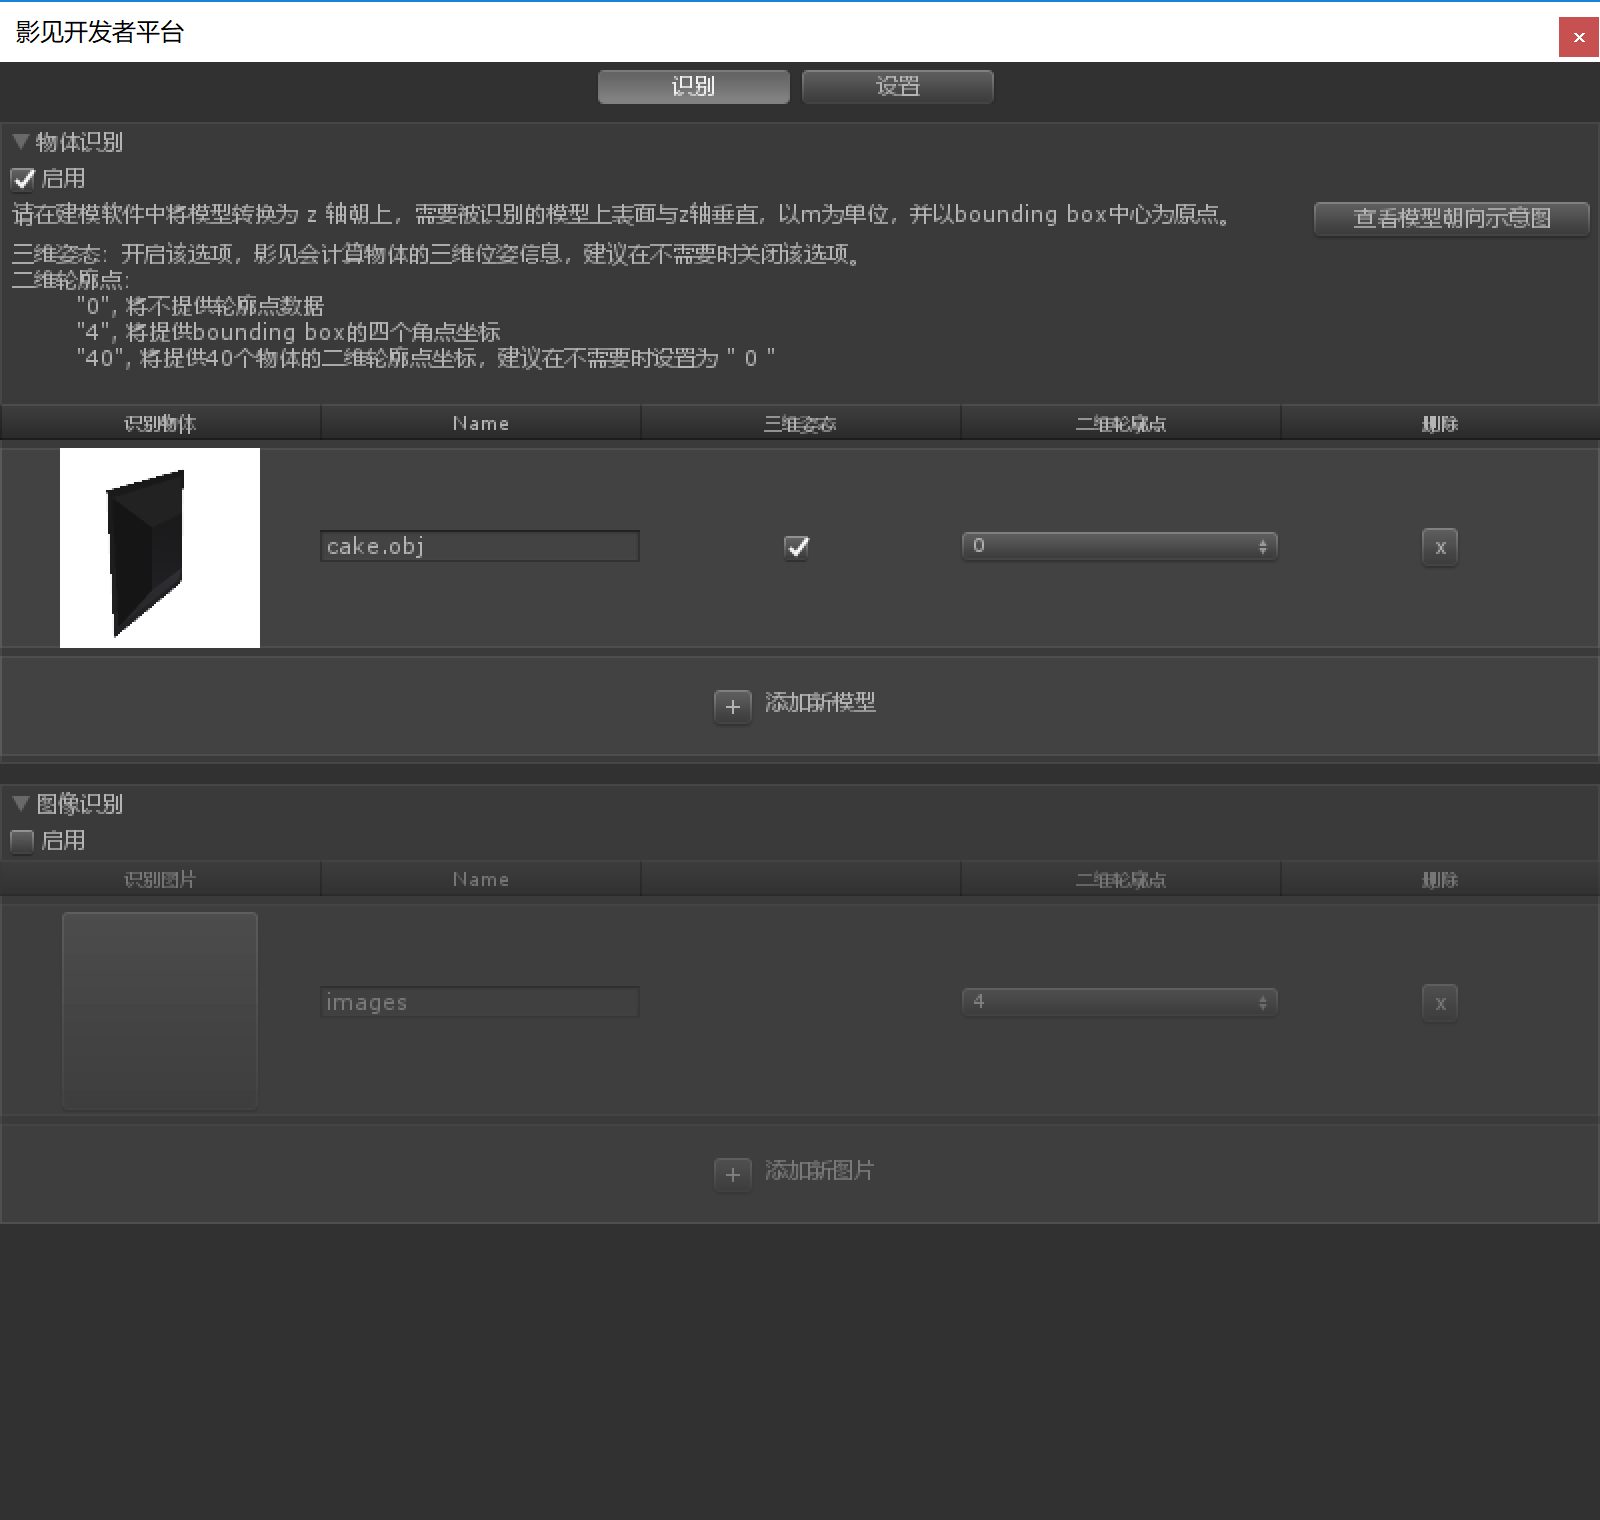 影见开发者平台
识别 设置
物体识别
启用
请在建模软件中将模型转换为 z 轴朝上，需要被识别的模型上表面与z轴垂直，以m为单位，并以bounding box中心为原点。 查看模型朝向示意图
三维姿态：开启该选项，影见会计算物体的三维位姿信息，建议在不需要时关闭该选项。
二维轮廓点：
"0"，将不提供轮廓点数据
"4"，将提供bounding box的四个角点坐标
"40"，将提供40个物体的二维轮廓点坐标，建议在不需要时设置为 " 0 "
识别物体 Name 三维姿态 二维轮廓点 删除
cake.obj 0 x
+ 添加新模型
图像识别
启用
识别图片 Name 二维轮廓点 删除
images 4 x
+ 添加新图片